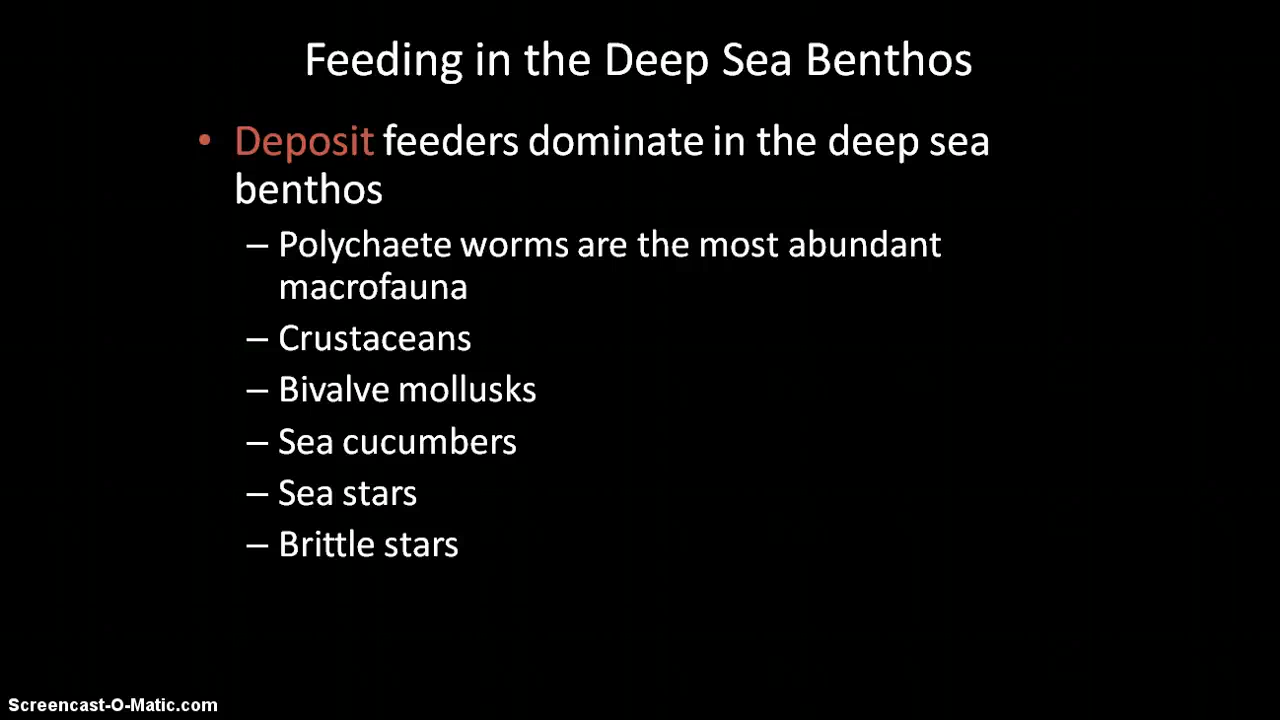 Feeding in the Deep Sea Benthos
• Deposit feeders dominate in the deep sea
benthos
– Polychaete worms are the most abundant
macrofauna
– Crustaceans
– Bivalve mollusks
– Sea cucumbers
– Sea stars
– Brittle stars
Screencast-O-Matic.com